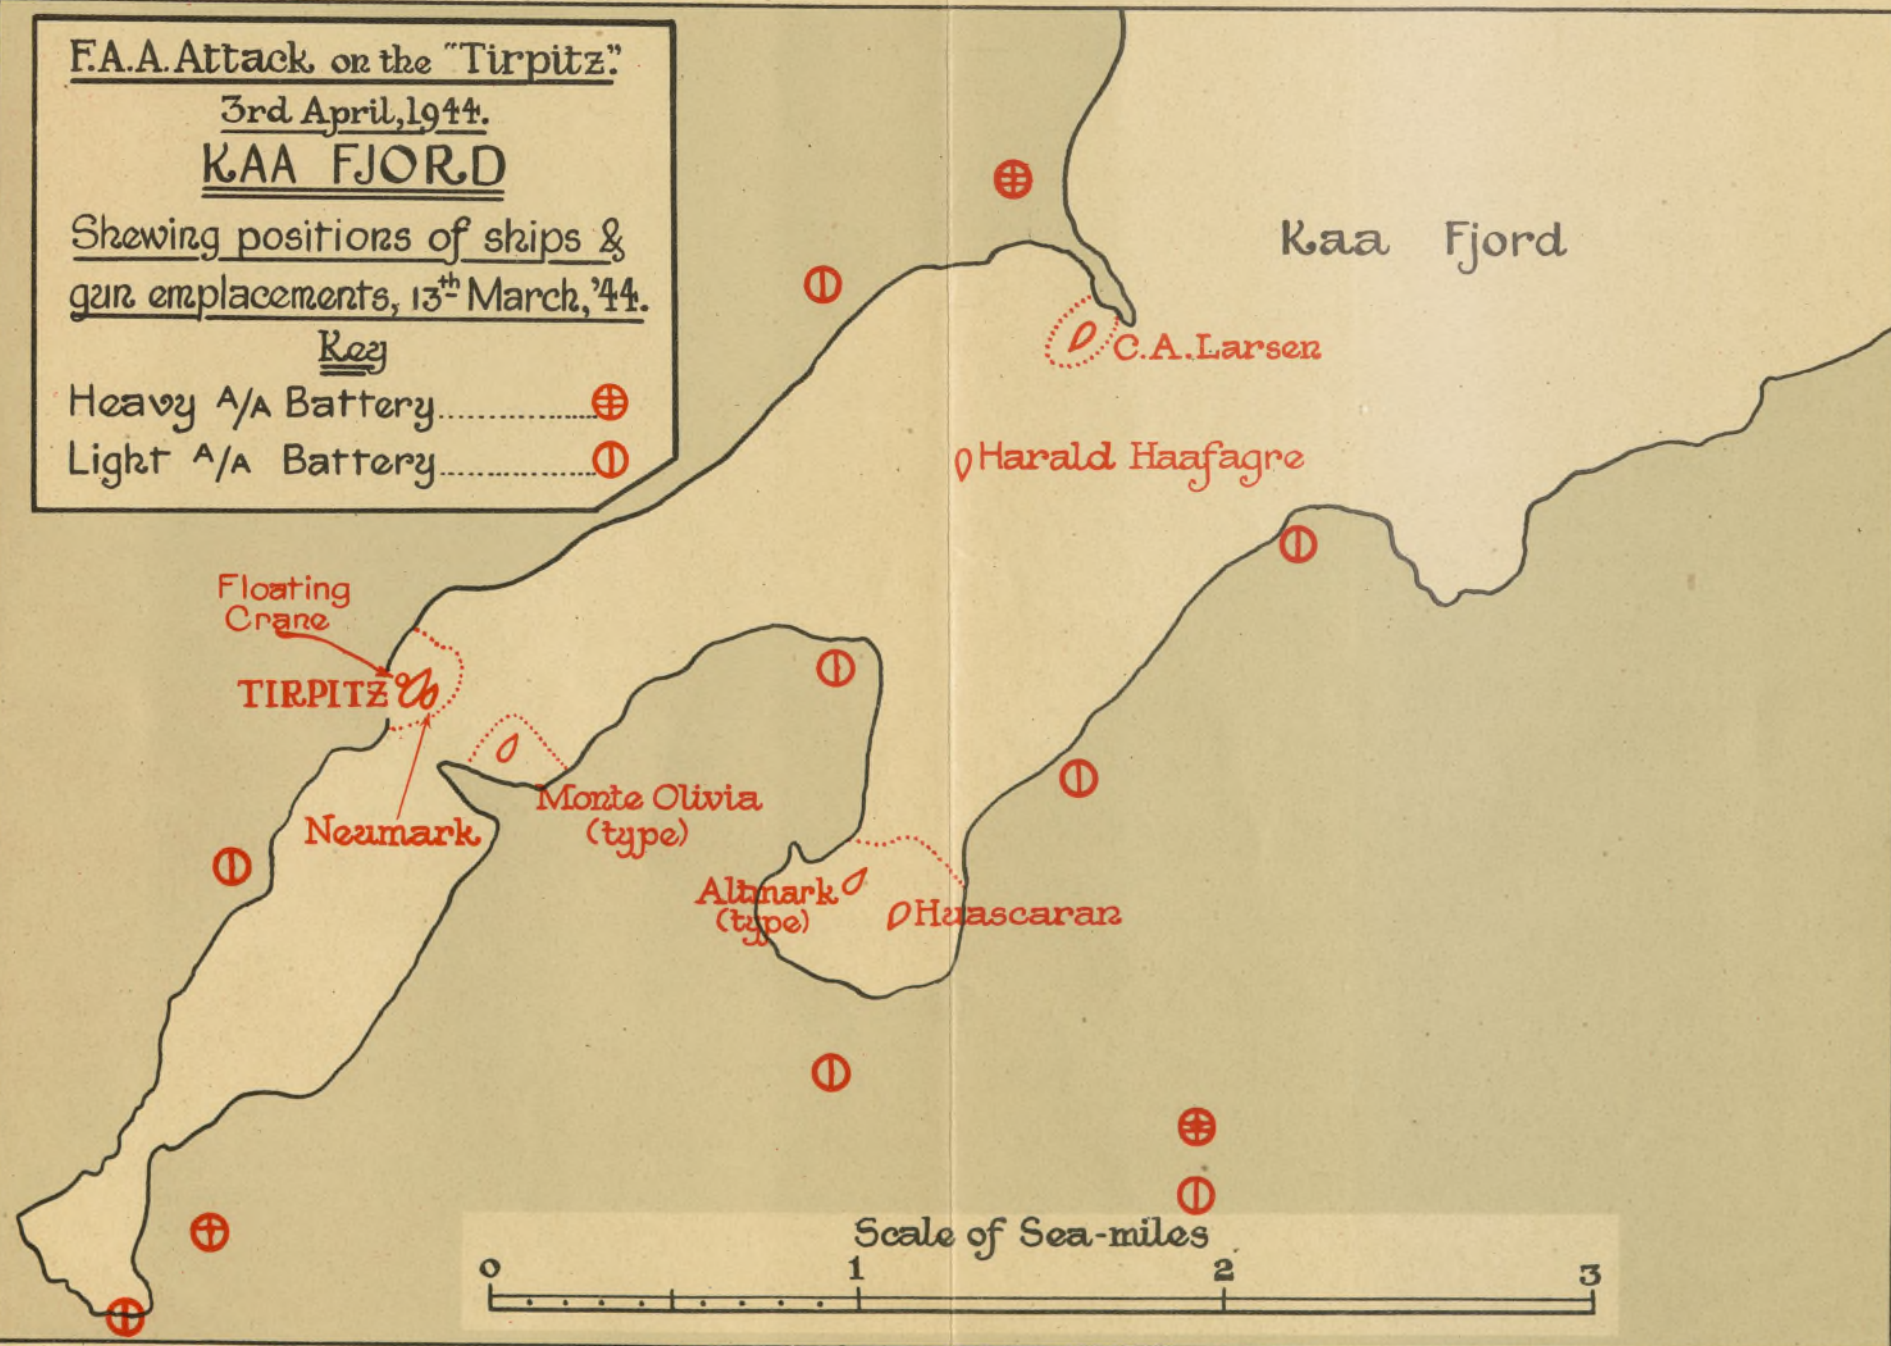 F.A.A. Attack on the "Tirpitz".
3rd April, 1944.
KAA FJORD
Shewing positions of ships &
gun emplacements, 13th March, '44.
Key
Heavy A/A Battery
Light A/A Battery
Kaa Fjord
C.A. Larsen
Harald Haafagre
Floating
Crane
TIRPITZ
Neumark
Monte Olivia
(type)
Altmark
(type)
Huascaran
Scale of Sea-miles
0 1 2 3